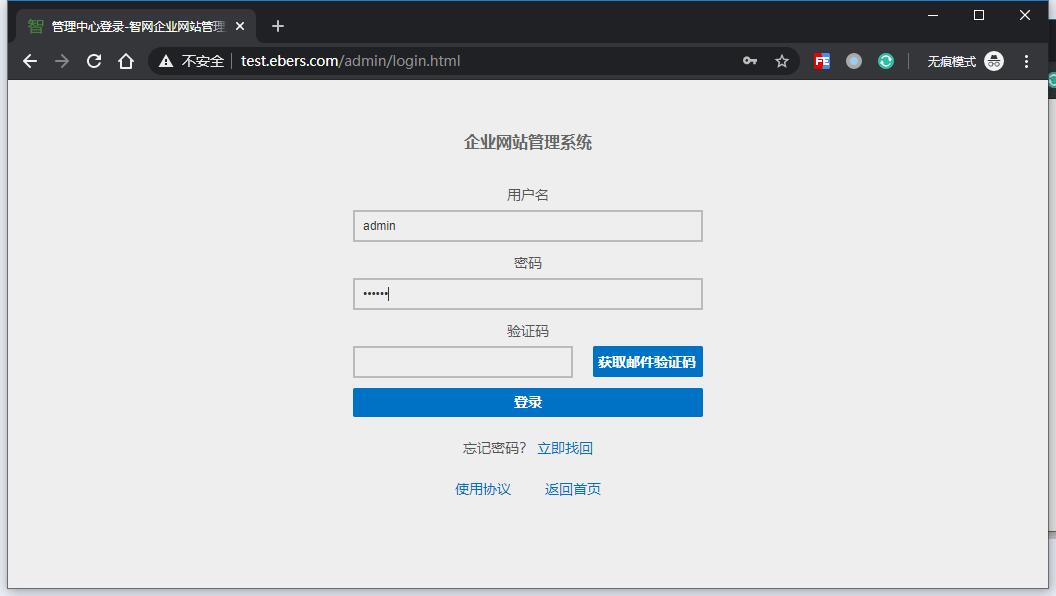 智 管理中心登录-智网企业网站管理
不安全 test.ebers.com/admin/login.html FE 无痕模式
企业网站管理系统
用户名
admin
密码
••••••
验证码
获取邮件验证码
登录
忘记密码? 立即找回
使用协议 返回首页